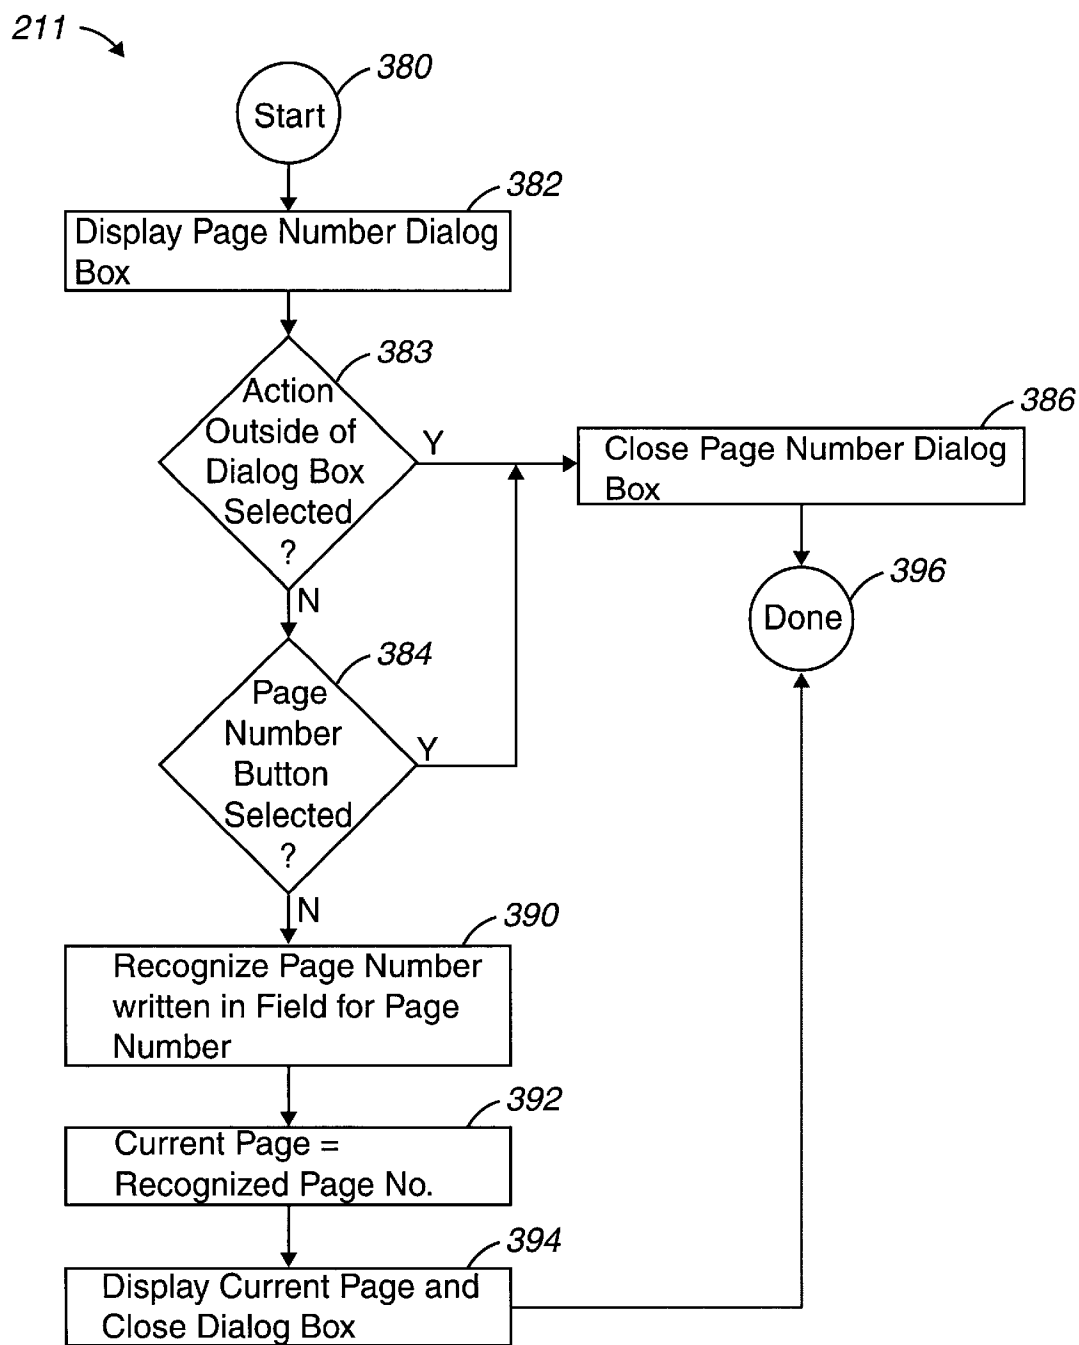 211
380
Start
382
Display Page Number Dialog
Box
383
Action
Outside of
Dialog Box
Selected
?
Y
N
386
Close Page Number Dialog
Box
396
Done
384
Page
Number
Button
Selected
?
Y
N
390
Recognize Page Number
written in Field for Page
Number
392
Current Page =
Recognized Page No.
394
Display Current Page and
Close Dialog Box